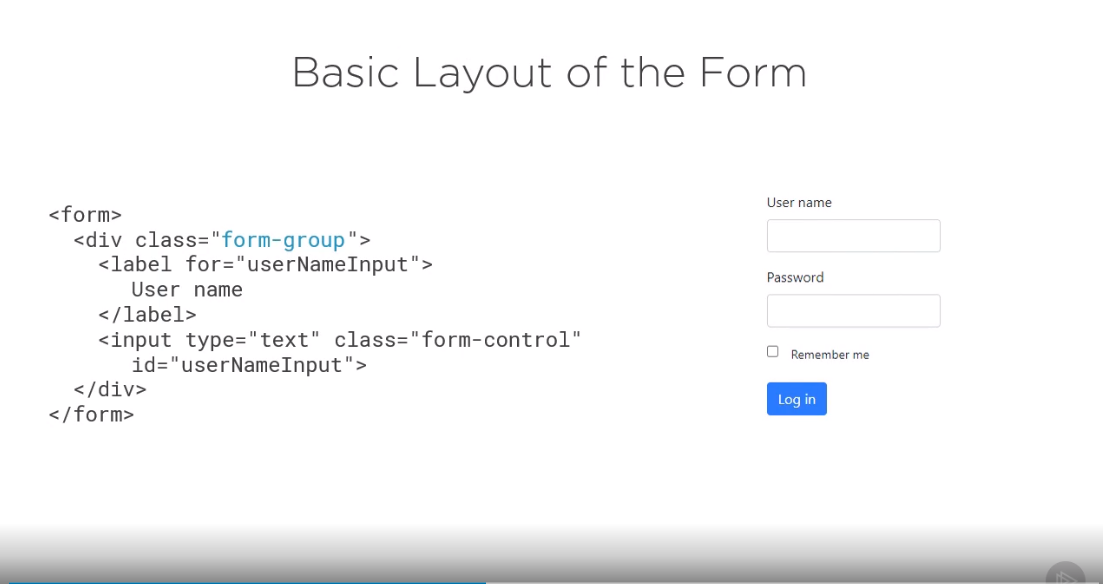 Basic Layout of the Form
<form>
<div class="form-group">
<label for="userNameInput">
User name
</label>
<input type="text" class="form-control"
id="userNameInput">
</div>
</form>
User name
Password
Remember me
Log in